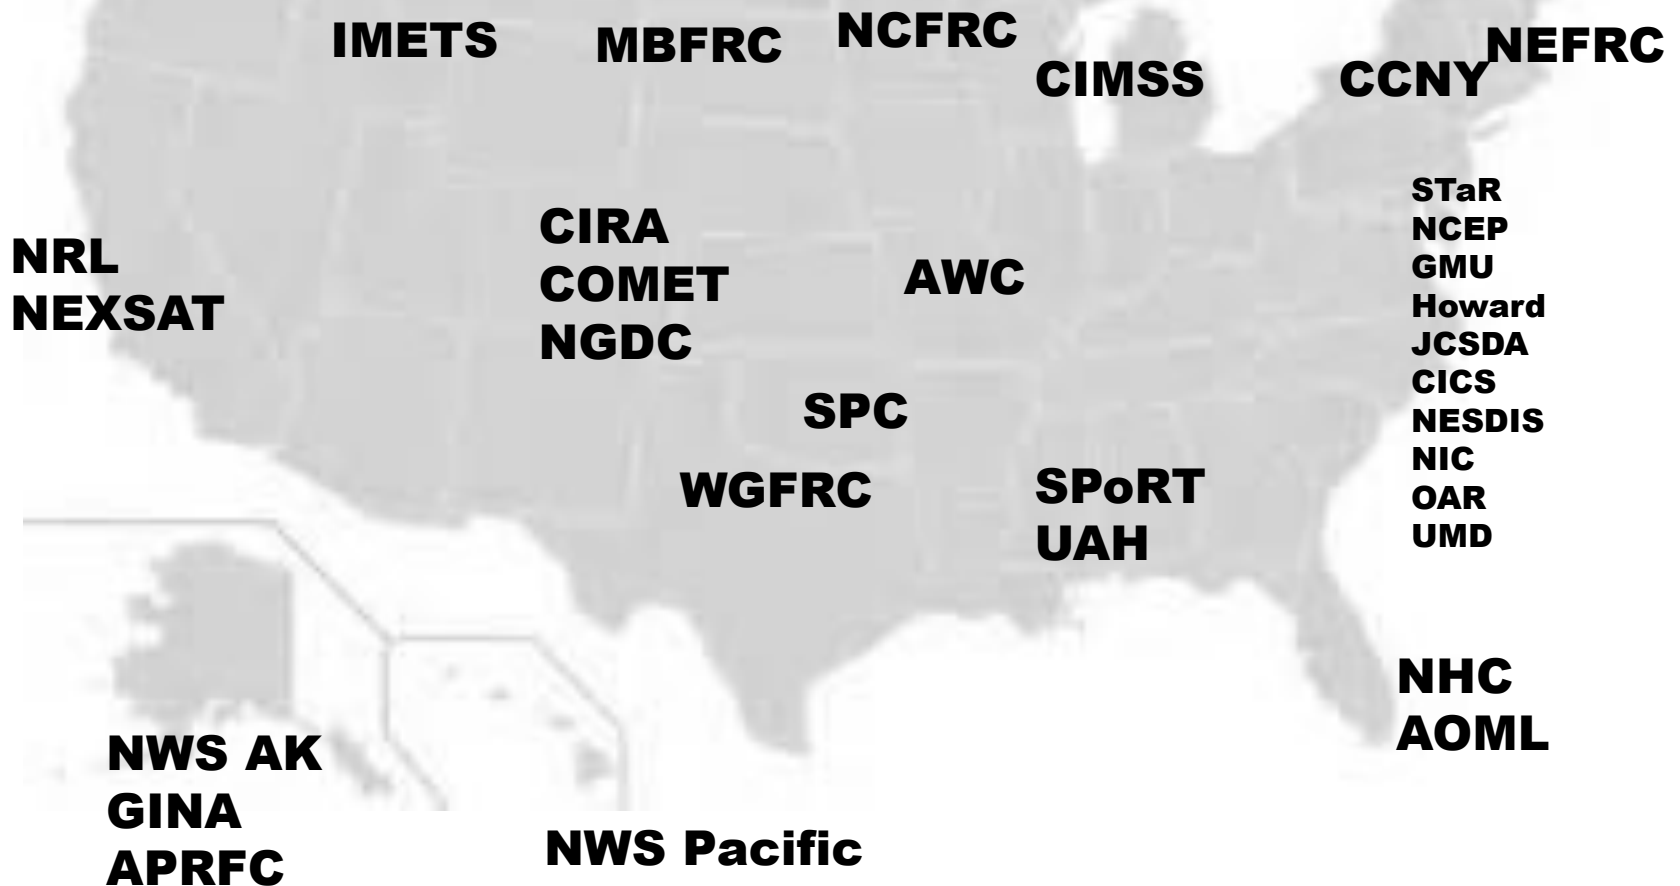 IMETS
MBFRC
NCFRC
CIMSS
CCNY
NEFRC
NRL
NEXSAT
CIRA
COMET
NGDC
AWC
SPC
WGFRC
SPoRT
UAH
STaR
NCEP
GMU
Howard
JCSDA
CICS
NESDIS
NIC
OAR
UMD
NHC
AOML
NWS AK
GINA
APRFC
NWS Pacific